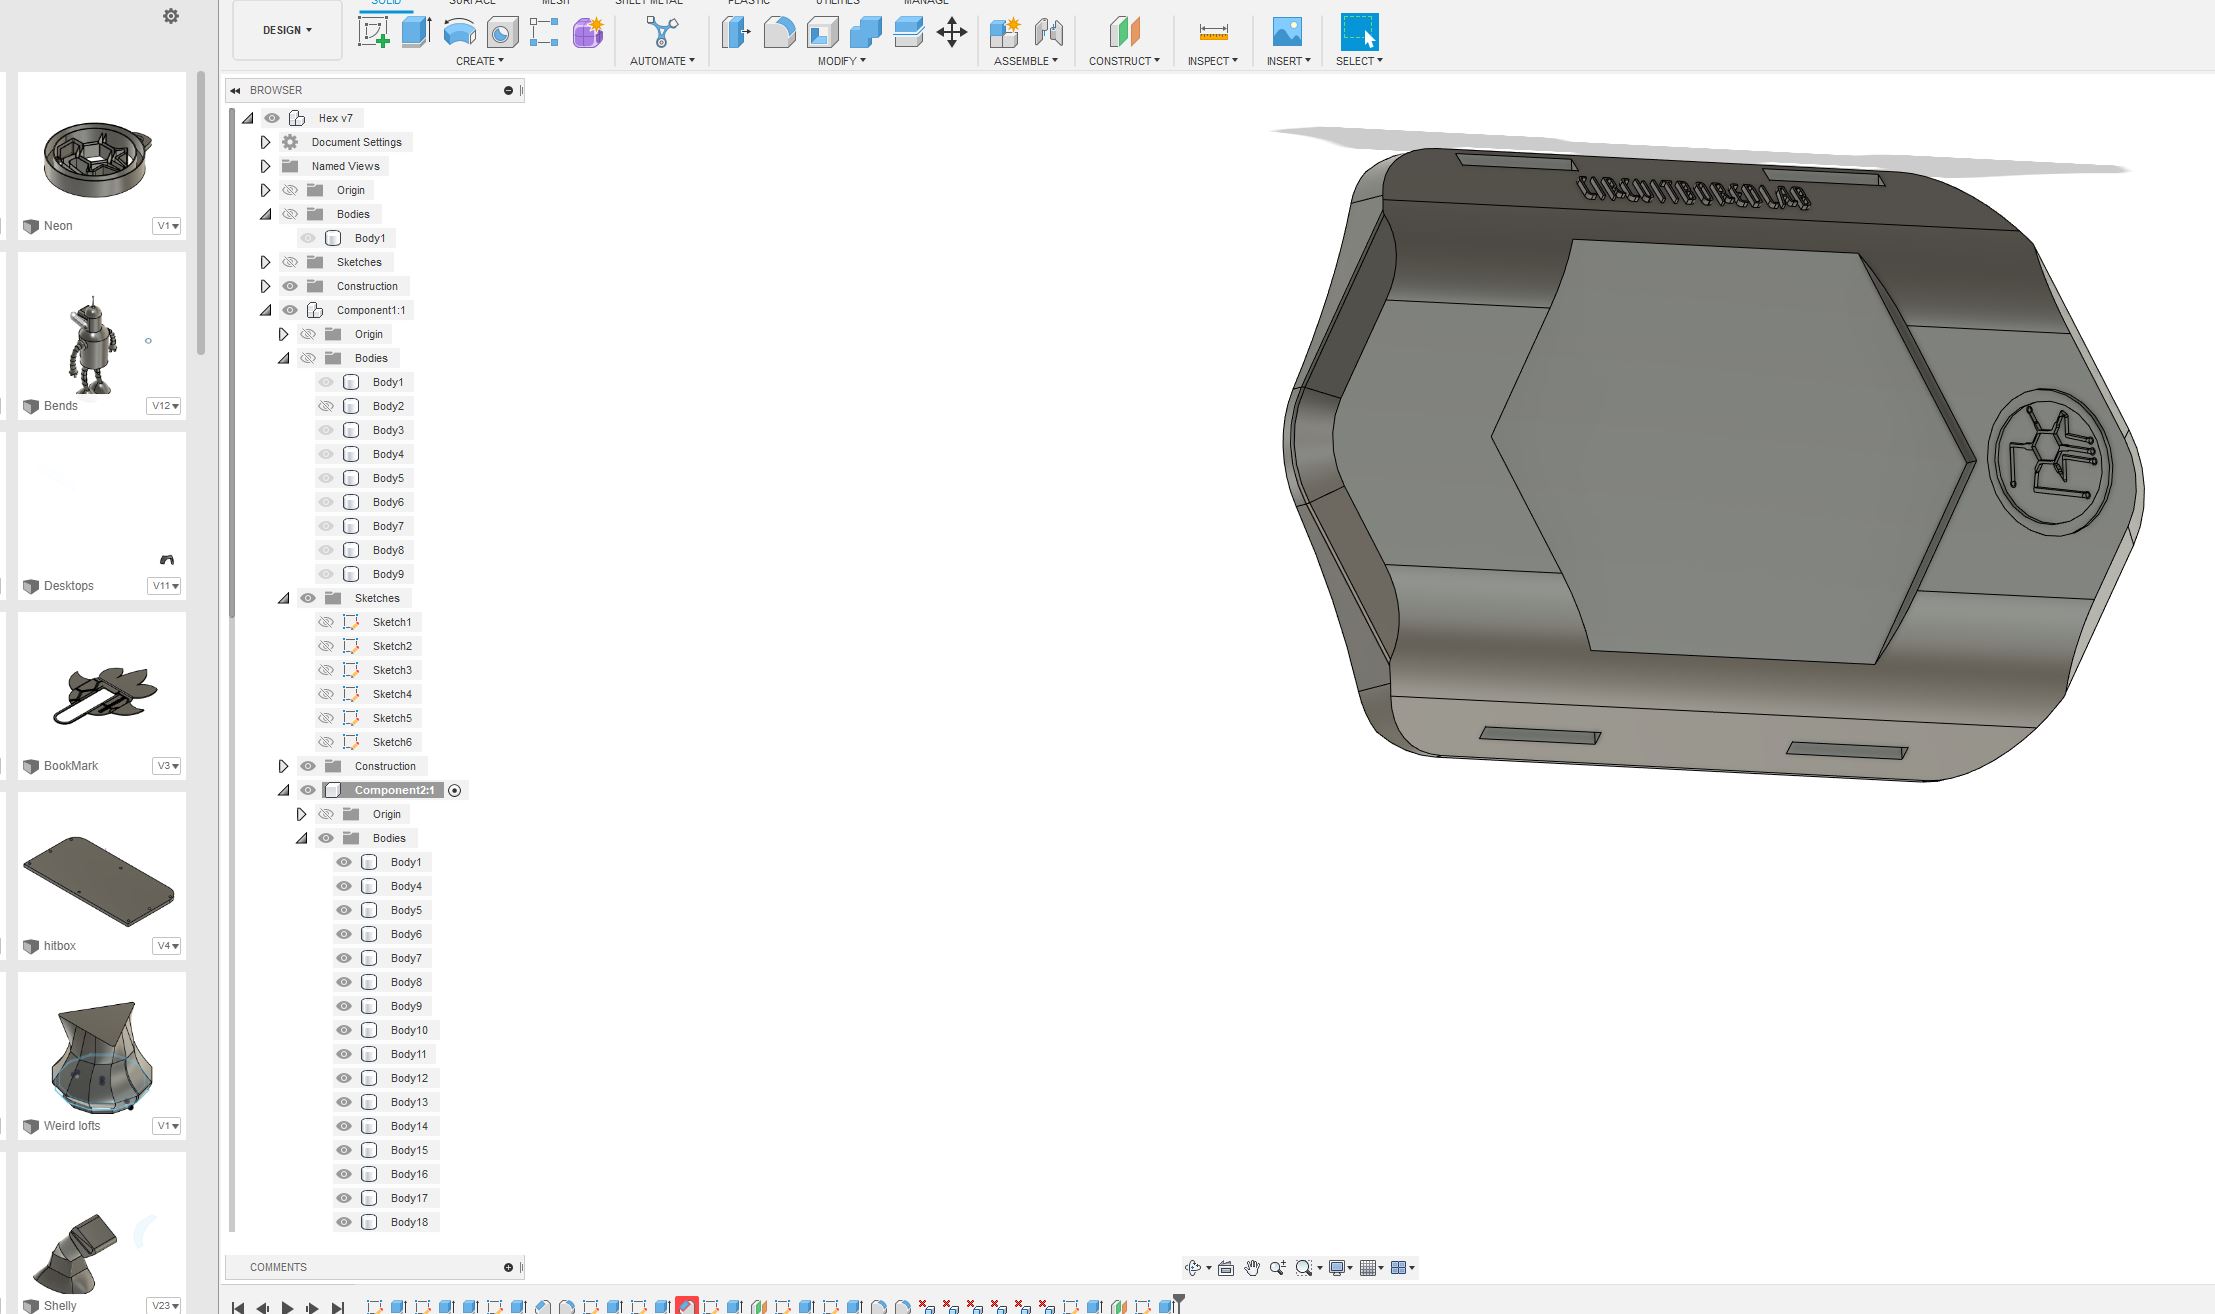 SOLID
SURFACE
MESH
SHEET METAL
PLASTIC
UTILITIES
MANAGE
DESIGN
CREATE
AUTOMATE
MODIFY
ASSEMBLE
CONSTRUCT
INSPECT
INSERT
SELECT
BROWSER
Hex v7
Document Settings
Named Views
Origin
Bodies
Body1
Sketches
Construction
Component1:1
Origin
Bodies
Body1
Body2
Body3
Body4
Body5
Body6
Body7
Body8
Body9
Sketches
Sketch1
Sketch2
Sketch3
Sketch4
Sketch5
Sketch6
Construction
Component2:1
Origin
Bodies
Body1
Body4
Body5
Body6
Body7
Body8
Body9
Body10
Body11
Body12
Body13
Body14
Body15
Body16
Body17
Body18
COMMENTS
Neon V1
Bends V12
Desktops V11
BookMark V3
hitbox V4
Weird lofts V1
Shelly V23